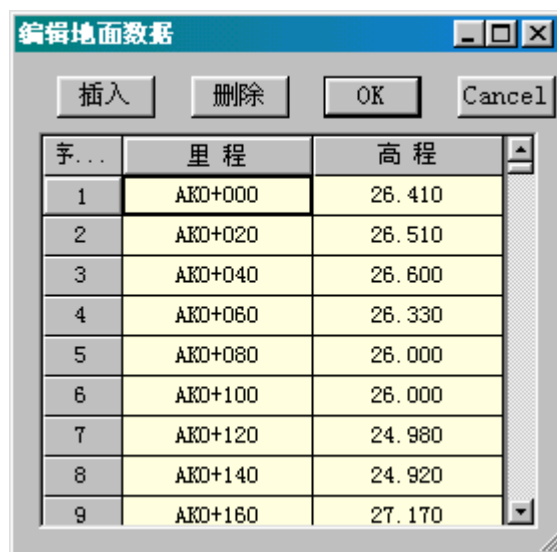 编辑地面数据
插入 删除 OK Cancel
序... 里程 高程
1 AK0+000 26.410
2 AK0+020 26.510
3 AK0+040 26.600
4 AK0+060 26.330
5 AK0+080 26.000
6 AK0+100 26.000
7 AK0+120 24.980
8 AK0+140 24.920
9 AK0+160 27.170